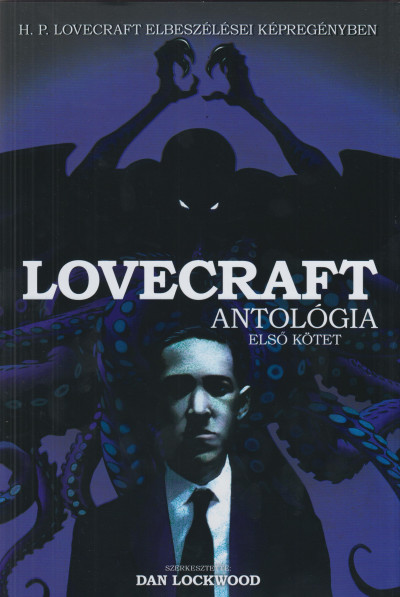 H. P. LOVECRAFT ELBESZÉLÉSEI KÉPREGÉNYBEN
LOVECRAFT
ANTOLÓGIA
ELSŐ KÖTET
SZERKESZTETTE:
DAN LOCKWOOD